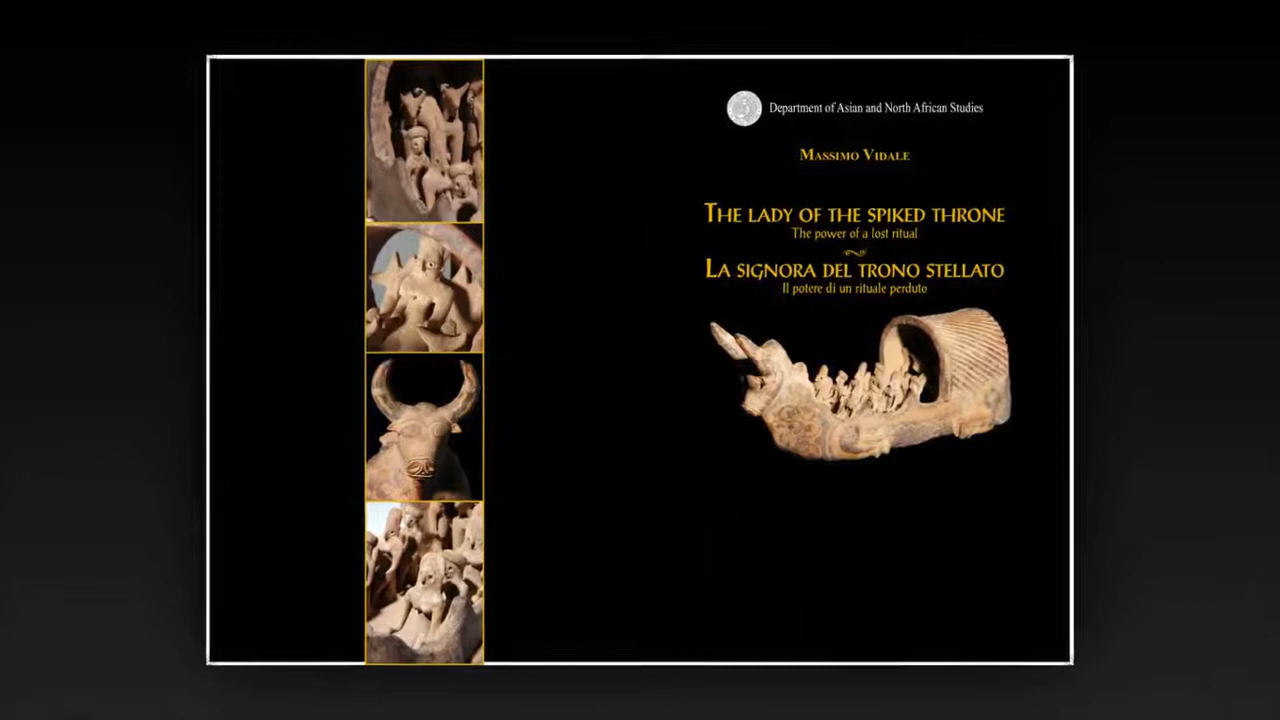 Department of Asian and North African Studies
MASSIMO VIDALE
THE LADY OF THE SPIKED THRONE
The power of a lost ritual
LA SIGNORA DEL TRONO STELLATO
Il potere di un rituale perduto